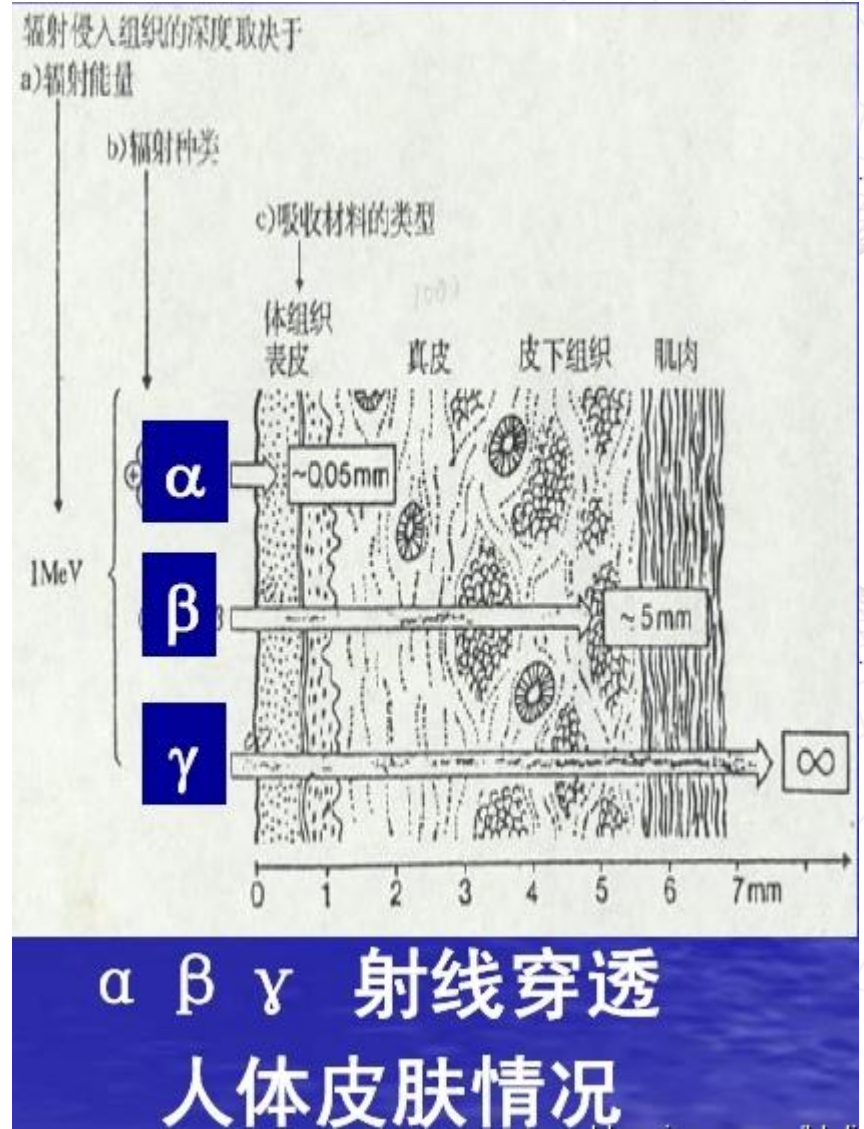 辐射侵入组织的深度取决于
a)辐射能量
b)辐射种类
c)吸收材料的类型
体组织
表皮 真皮 皮下组织 肌肉
α ~0.05mm
1MeV
β ~5mm
γ ∞
0 1 2 3 4 5 6 7mm
α β γ 射线穿透
人体皮肤情况